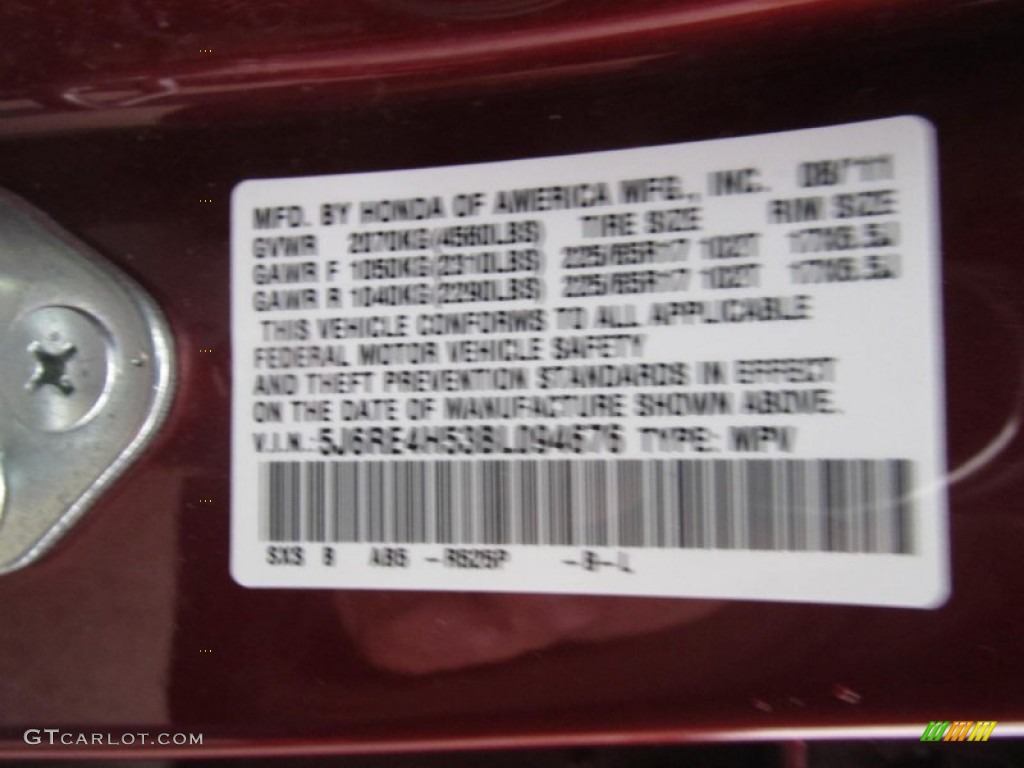 MFD. BY HONDA OF AMERICA MFG., INC. 08/'11
GVWR 2070KG(4560LBS) TIRE SIZE RIM SIZE
GAWR F 1050KG(2310LBS) 225/65R17 102T 17X6.5J
GAWR R 1040KG(2290LBS) 225/65R17 102T 17X6.5J
THIS VEHICLE CONFORMS TO ALL APPLICABLE
FEDERAL MOTOR VEHICLE SAFETY
AND THEFT PREVENTION STANDARDS IN EFFECT
ON THE DATE OF MANUFACTURE SHOWN ABOVE.
V.I.N.: 5J6RE4H53BL094676 TYPE: MPV
SXS -R525P -B-L
GTCARLOT.COM